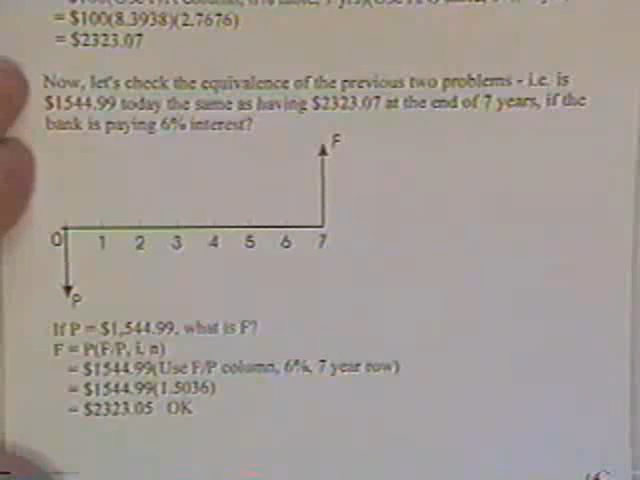 = $100(8.3938)(2.7676)
= $2323.07
Now, let's check the equivalence of the previous two problems - i.e. is
$1544.99 today the same as having $2323.07 at the end of 7 years, if the
bank is paying 6% interest?
F
0 1 2 3 4 5 6 7
P
If P = $1,544.99, what is F?
F = P(F/P, i, n)
= $1544.99(Use F/P column, 6%, 7 year row)
= $1544.99(1.5036)
= $2323.05 OK